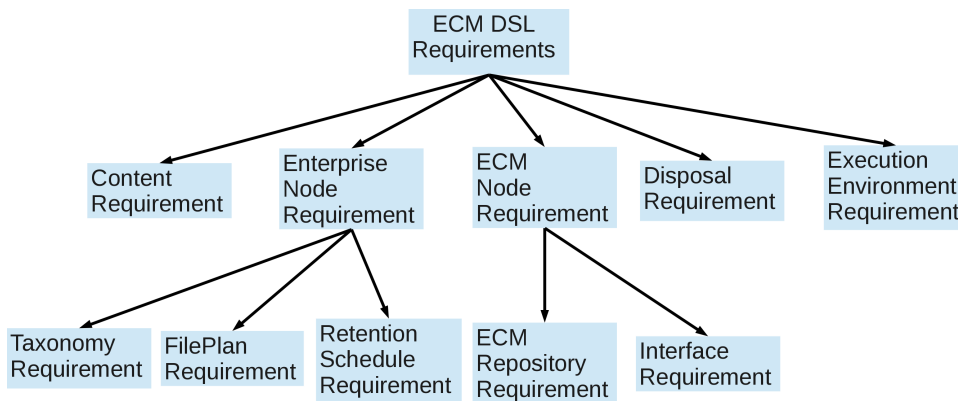 ECM DSL
Requirements
Content
Requirement
Enterprise
Node
Requirement
ECM
Node
Requirement
Disposal
Requirement
Execution
Environment
Requirement
Taxonomy
Requirement
FilePlan
Requirement
Retention
Schedule
Requirement
ECM
Repository
Requirement
Interface
Requirement